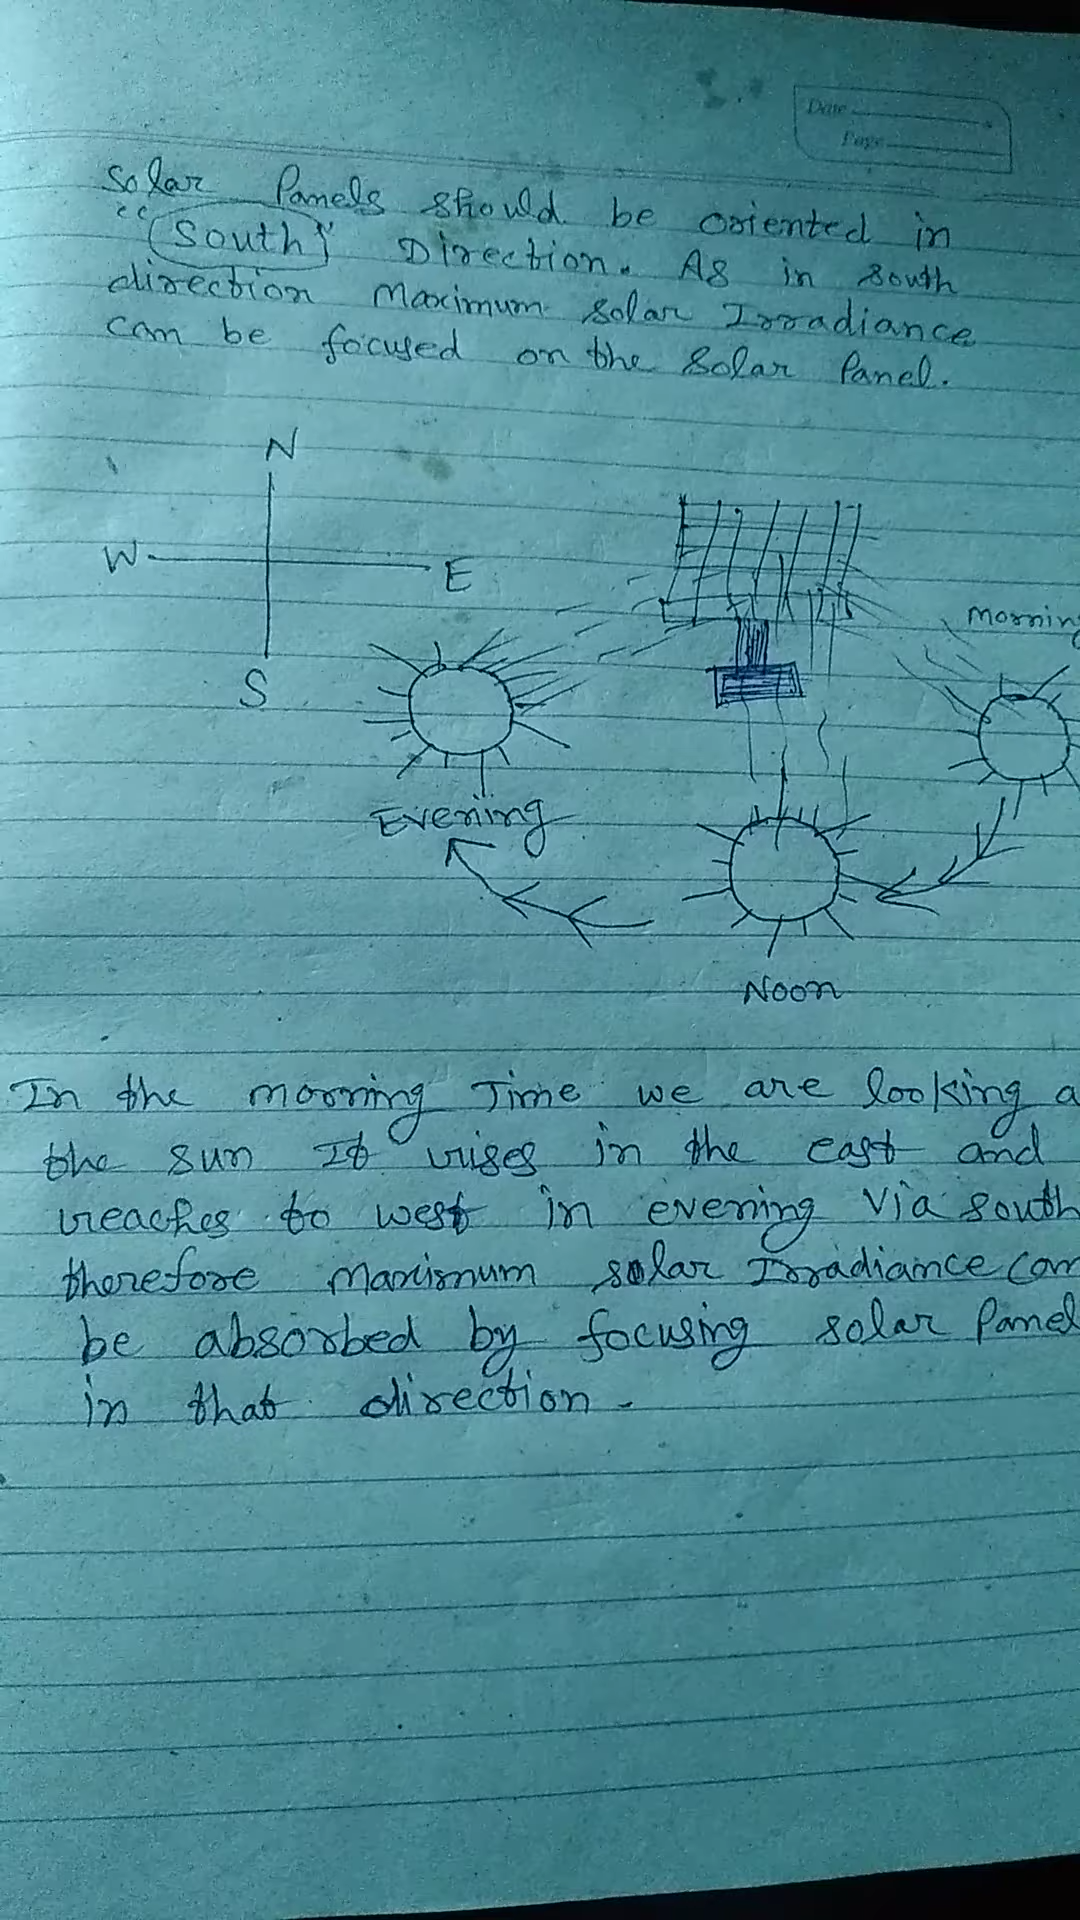 Date
Page
Solar Panels should be oriented in
"(South)" Direction. As in south
direction Maximum Solar Irradiance
can be focused on the Solar Panel.
N
W E
S
Morning
Evening
Noon
In the morning Time we are looking a
the sun It rises in the east and
reaches to west in evening Via south
therefore Maximum solar Irradiance can
be absorbed by focusing solar Panel
in that direction.